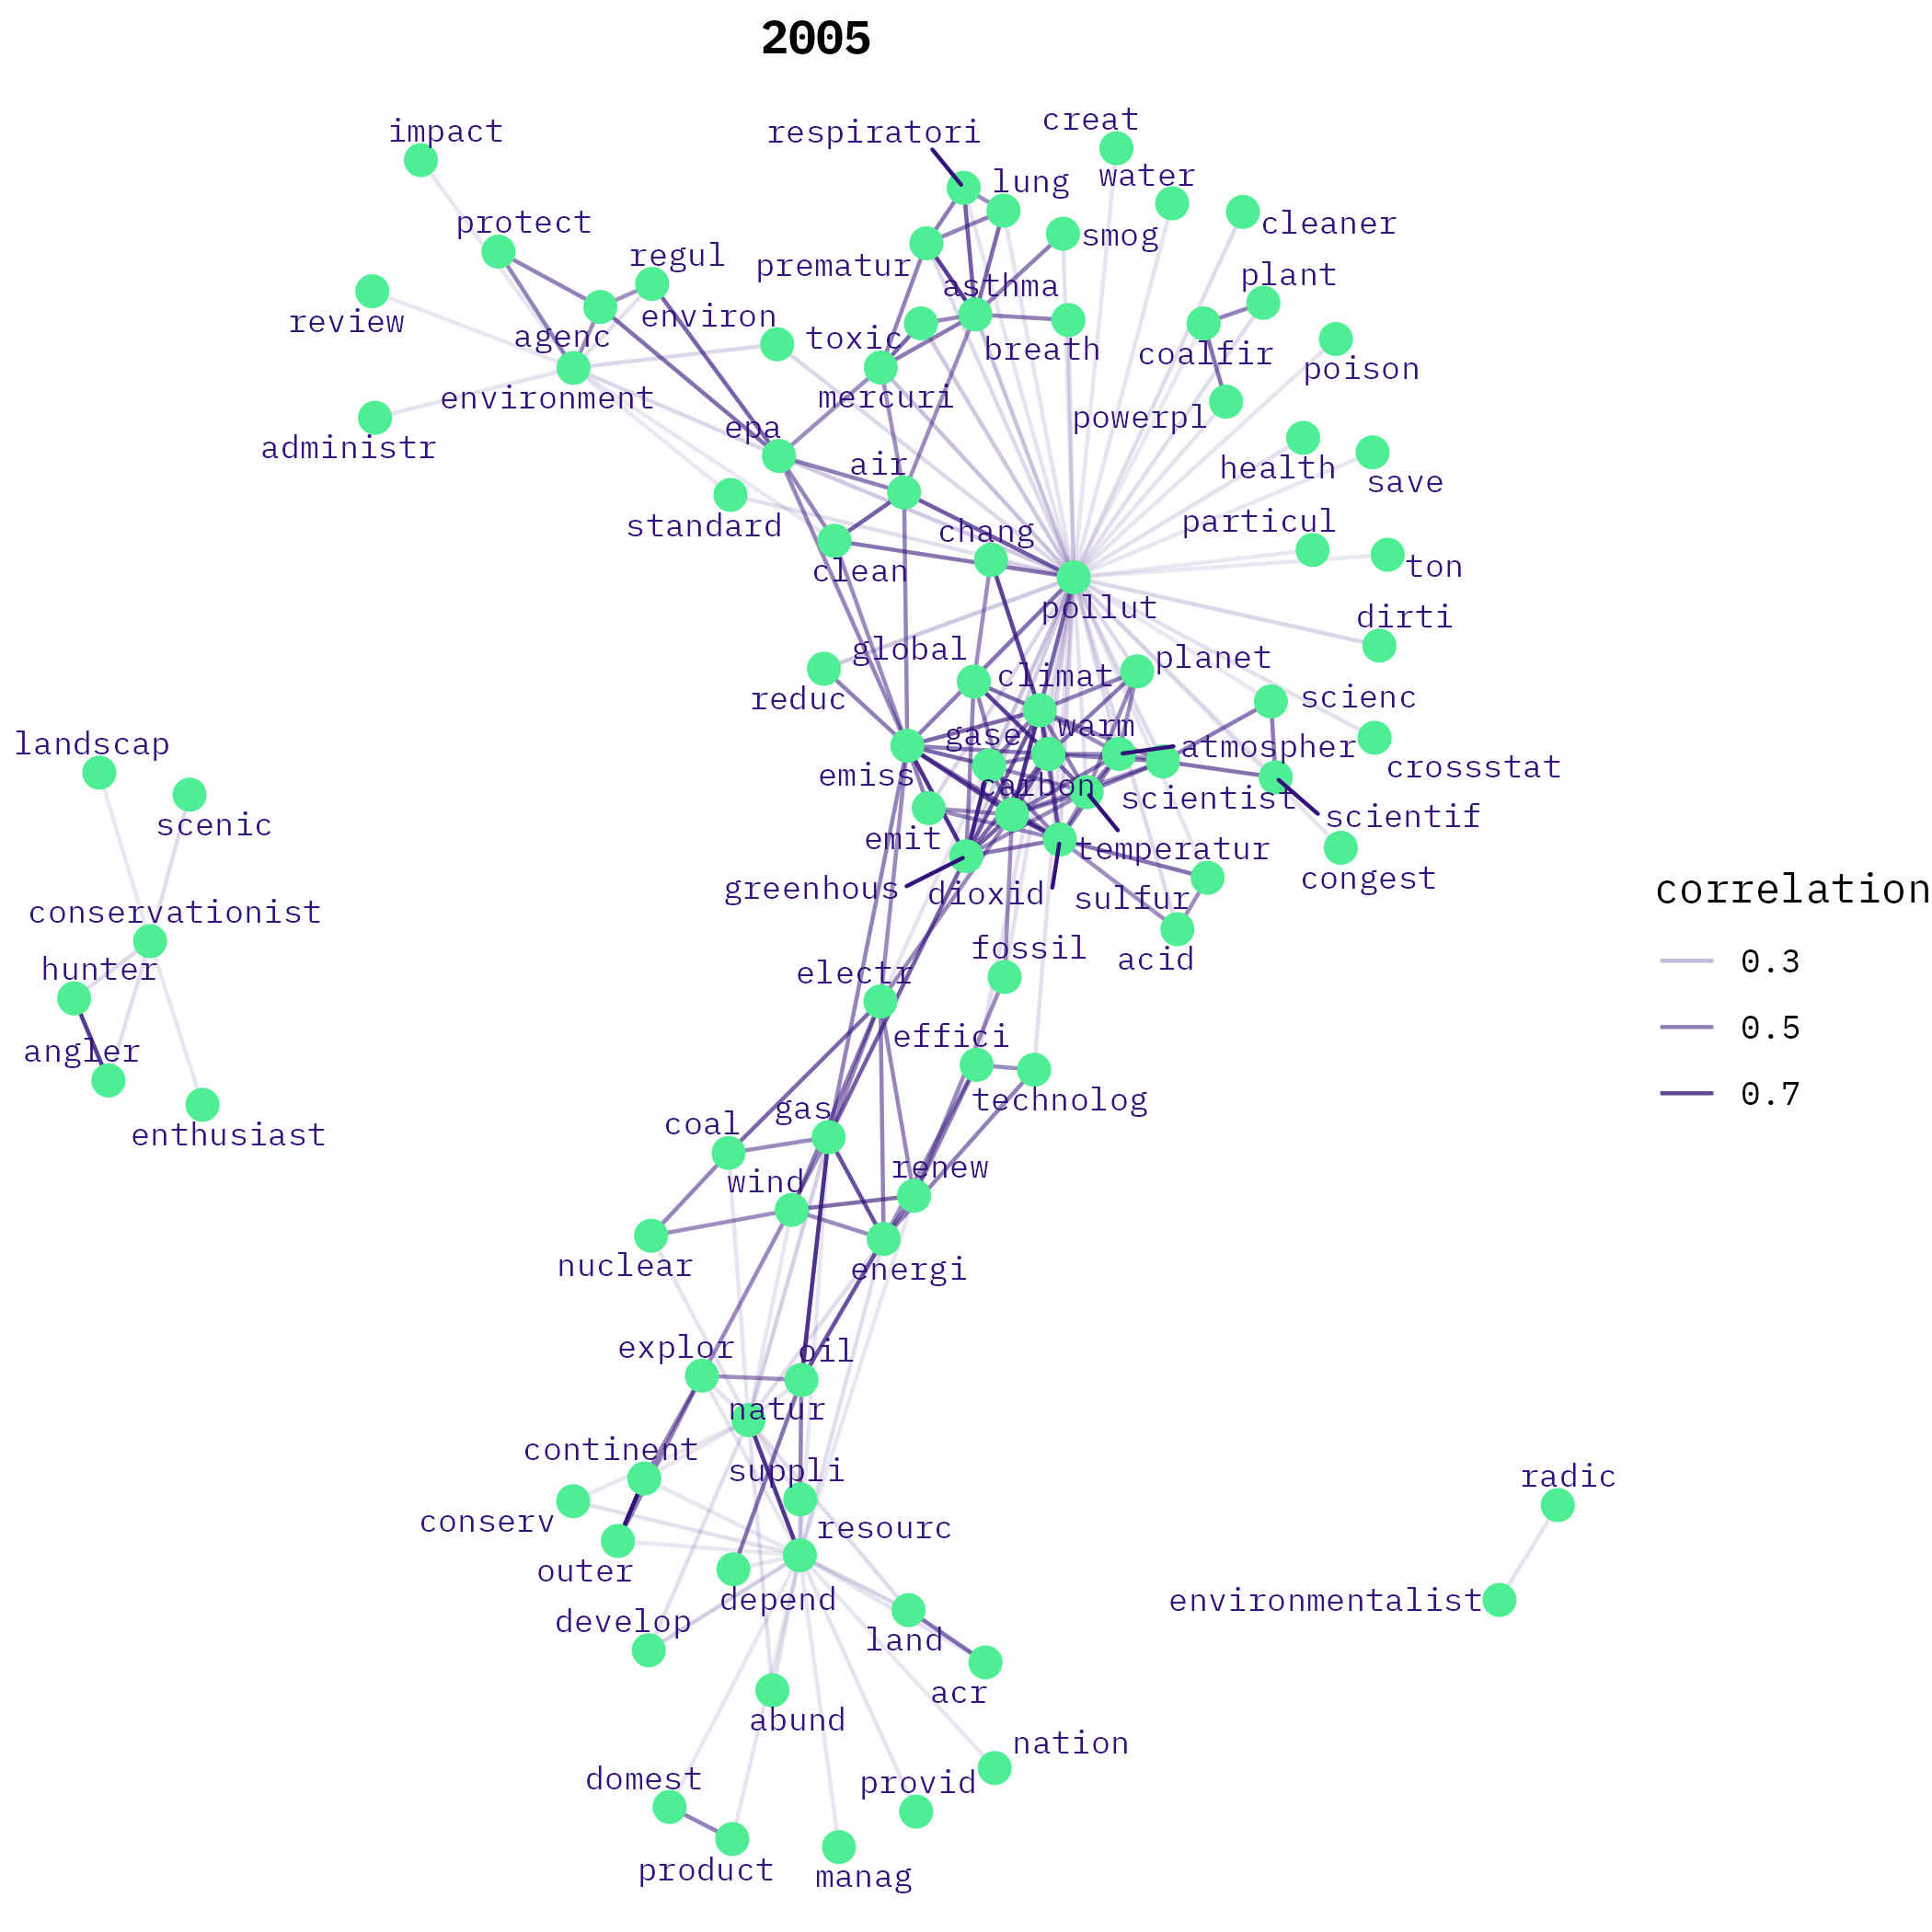 2005
impact
respiratori
creat
lung
water
protect
cleaner
regul
smog
prematur
plant
asthma
review
environ
agenc
toxic
breath
coalfir
poison
environment
mercuri
powerpl
administr
epa
air
health
save
standard
particul
chang
clean
ton
pollut
dirti
global
planet
climat
reduc
scienc
warm
gase
landscap
atmospher
crossstat
emiss
carbon
scientist
scenic
scientif
emit
temperatur
congest
greenhous
dioxid
correlation
sulfur
conservationist
fossil
acid
0.3
hunter
electr
0.5
effici
angler
0.7
technolog
gas
coal
enthusiast
renew
wind
nuclear
energi
explor
oil
natur
continent
suppli
radic
conserv
resourc
outer
depend
environmentalist
develop
land
acr
abund
nation
domest
provid
product
manag